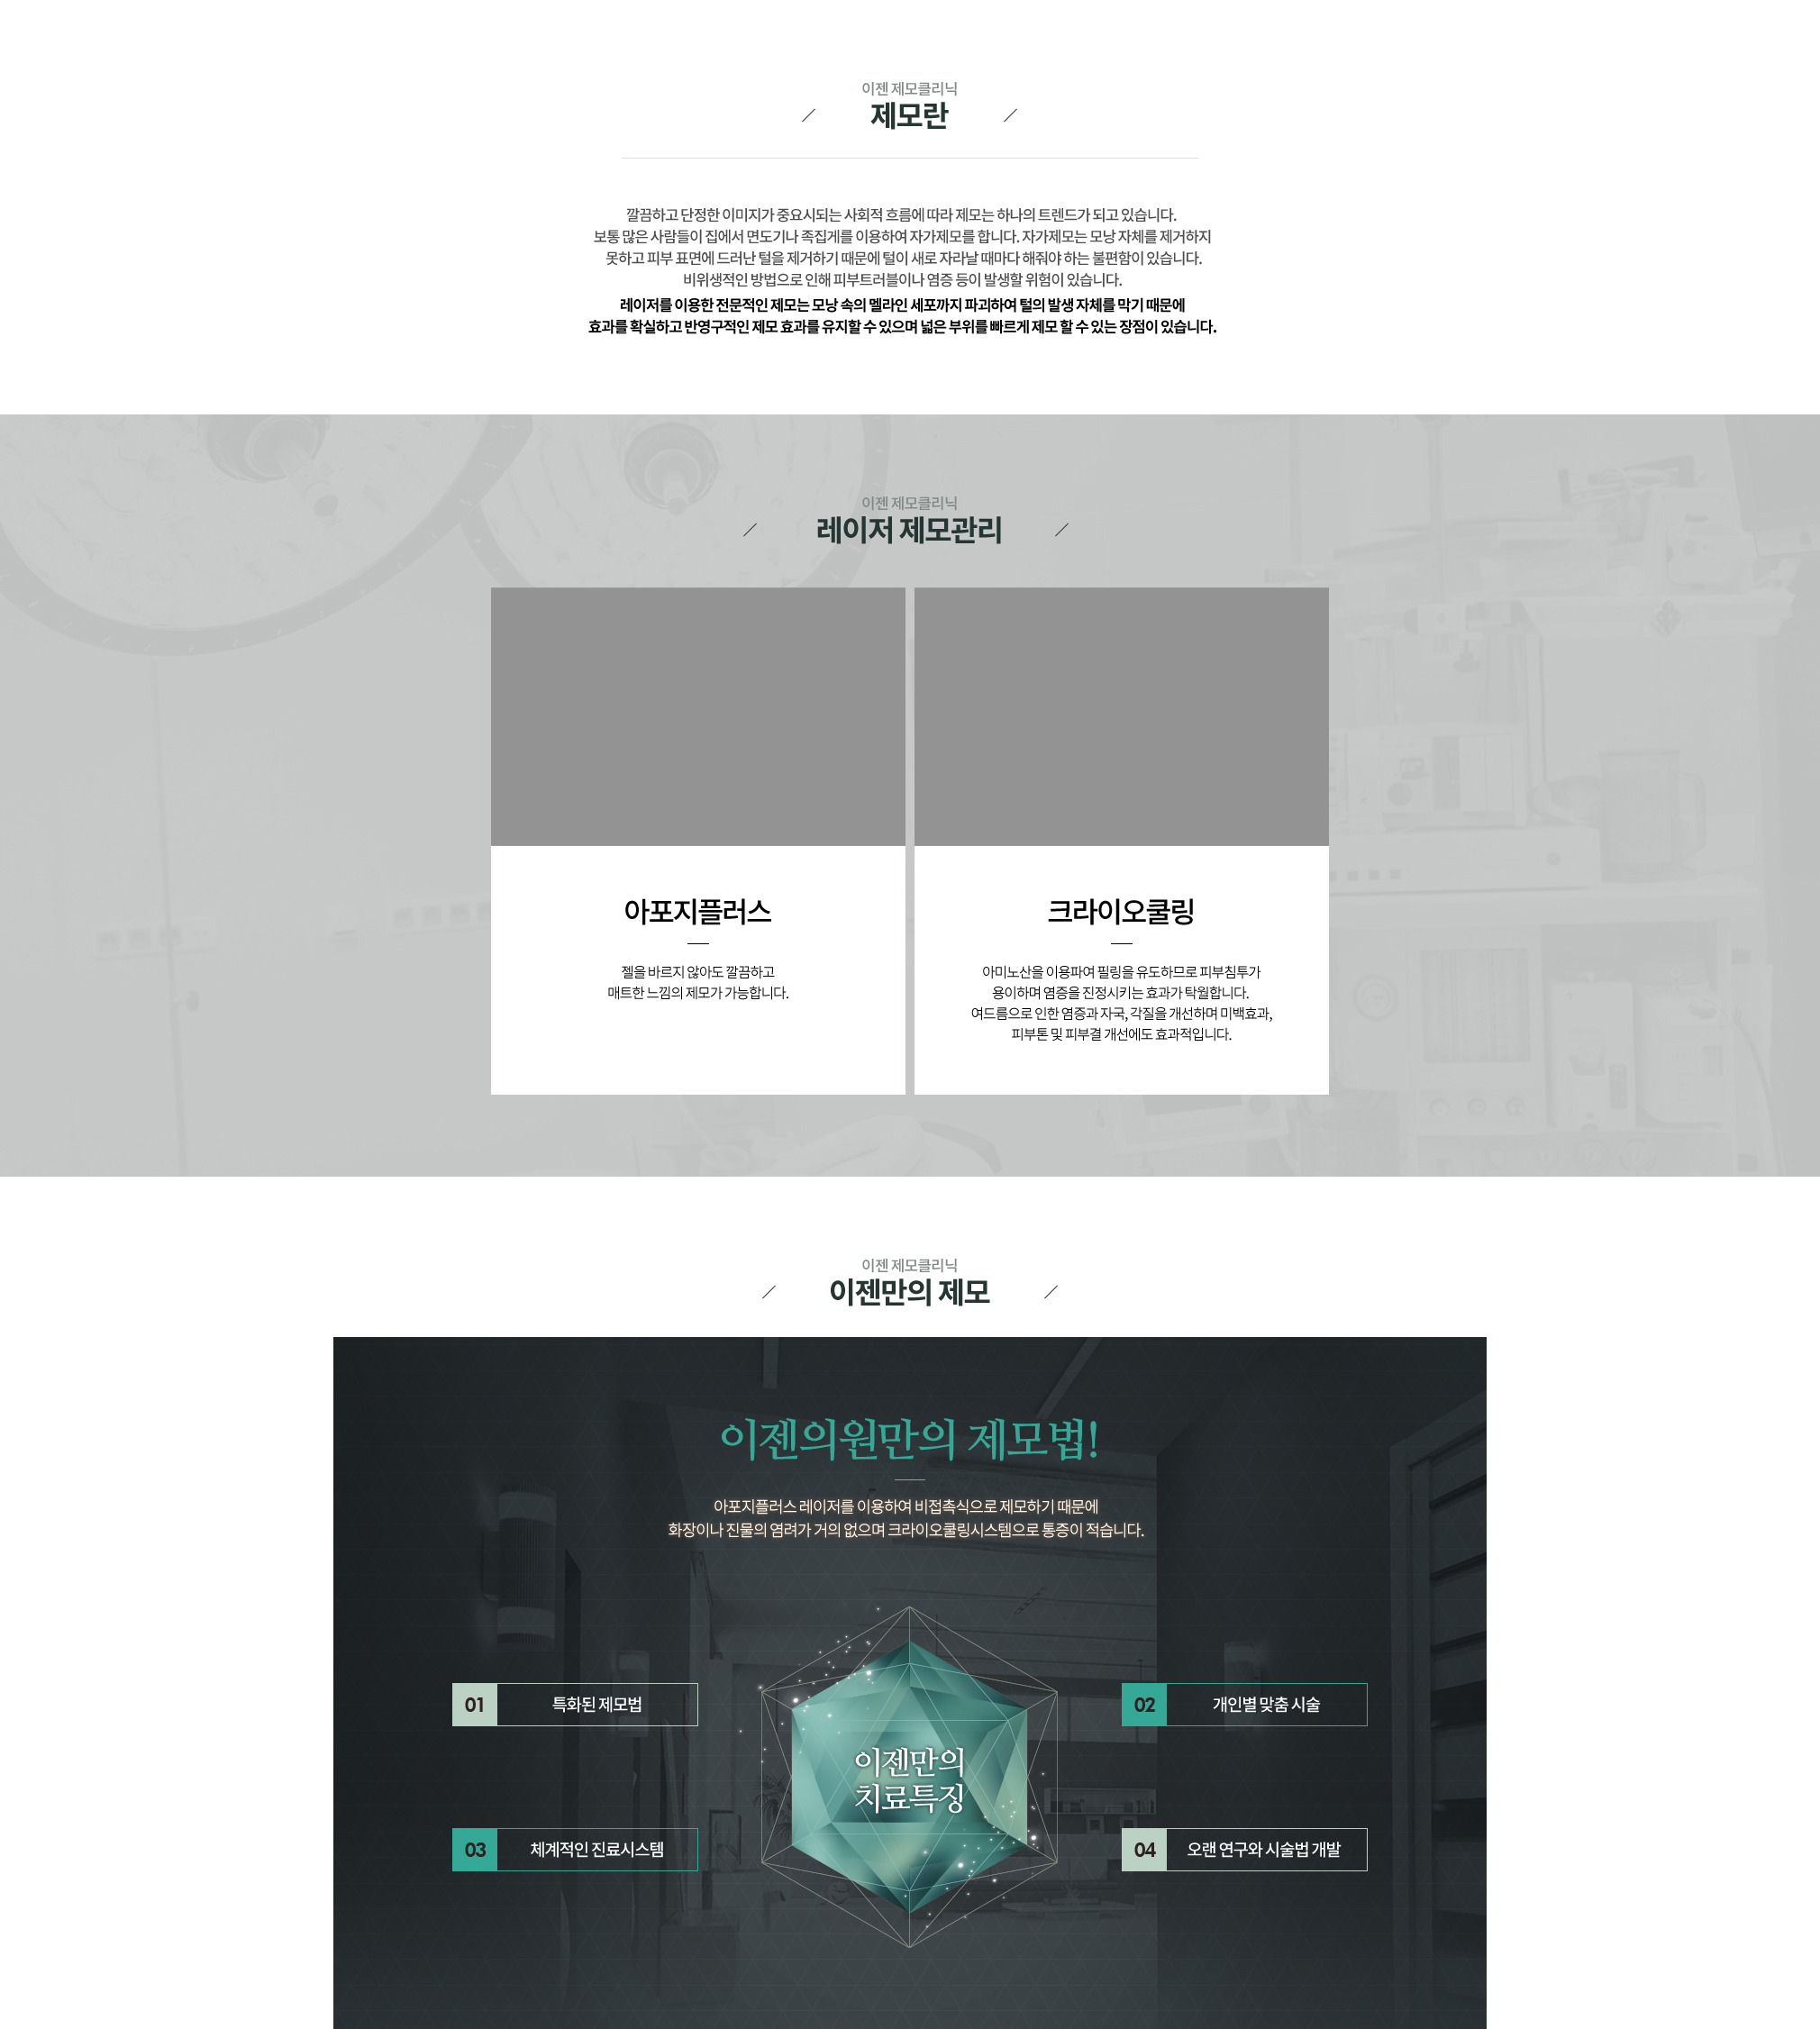 이젠 제모클리닉
제모란
깔끔하고 단정한 이미지가 중요시되는 사회적 흐름에 따라 제모는 하나의 트렌드가 되고 있습니다.
보통 많은 사람들이 집에서 면도기나 족집게를 이용하여 자가제모를 합니다. 자가제모는 모낭 자체를 제거하지
못하고 피부 표면에 드러난 털을 제거하기 때문에 털이 새로 자라날 때마다 해줘야 하는 불편함이 있습니다.
비위생적인 방법으로 인해 피부트러블이나 염증 등이 발생할 위험이 있습니다.
레이저를 이용한 전문적인 제모는 모낭 속의 멜라인 세포까지 파괴하여 털의 발생 자체를 막기 때문에
효과를 확실하고 반영구적인 제모 효과를 유지할 수 있으며 넓은 부위를 빠르게 제모 할 수 있는 장점이 있습니다.
이젠 제모클리닉
레이저 제모관리
아포지플러스
젤을 바르지 않아도 깔끔하고
매트한 느낌의 제모가 가능합니다.
크라이오쿨링
아미노산을 이용파여 필링을 유도하므로 피부침투가
용이하며 염증을 진정시키는 효과가 탁월합니다.
여드름으로 인한 염증과 자국, 각질을 개선하며 미백효과,
피부톤 및 피부결 개선에도 효과적입니다.
이젠 제모클리닉
이젠만의 제모
이젠의원만의 제모법!
아포지플러스 레이저를 이용하여 비접촉식으로 제모하기 때문에
화장이나 진물의 염려가 거의 없으며 크라이오쿨링시스템으로 통증이 적습니다.
01 특화된 제모법
02 개인별 맞춤 시술
이젠만의
치료특징
03 체계적인 진료시스템
04 오랜 연구와 시술법 개발